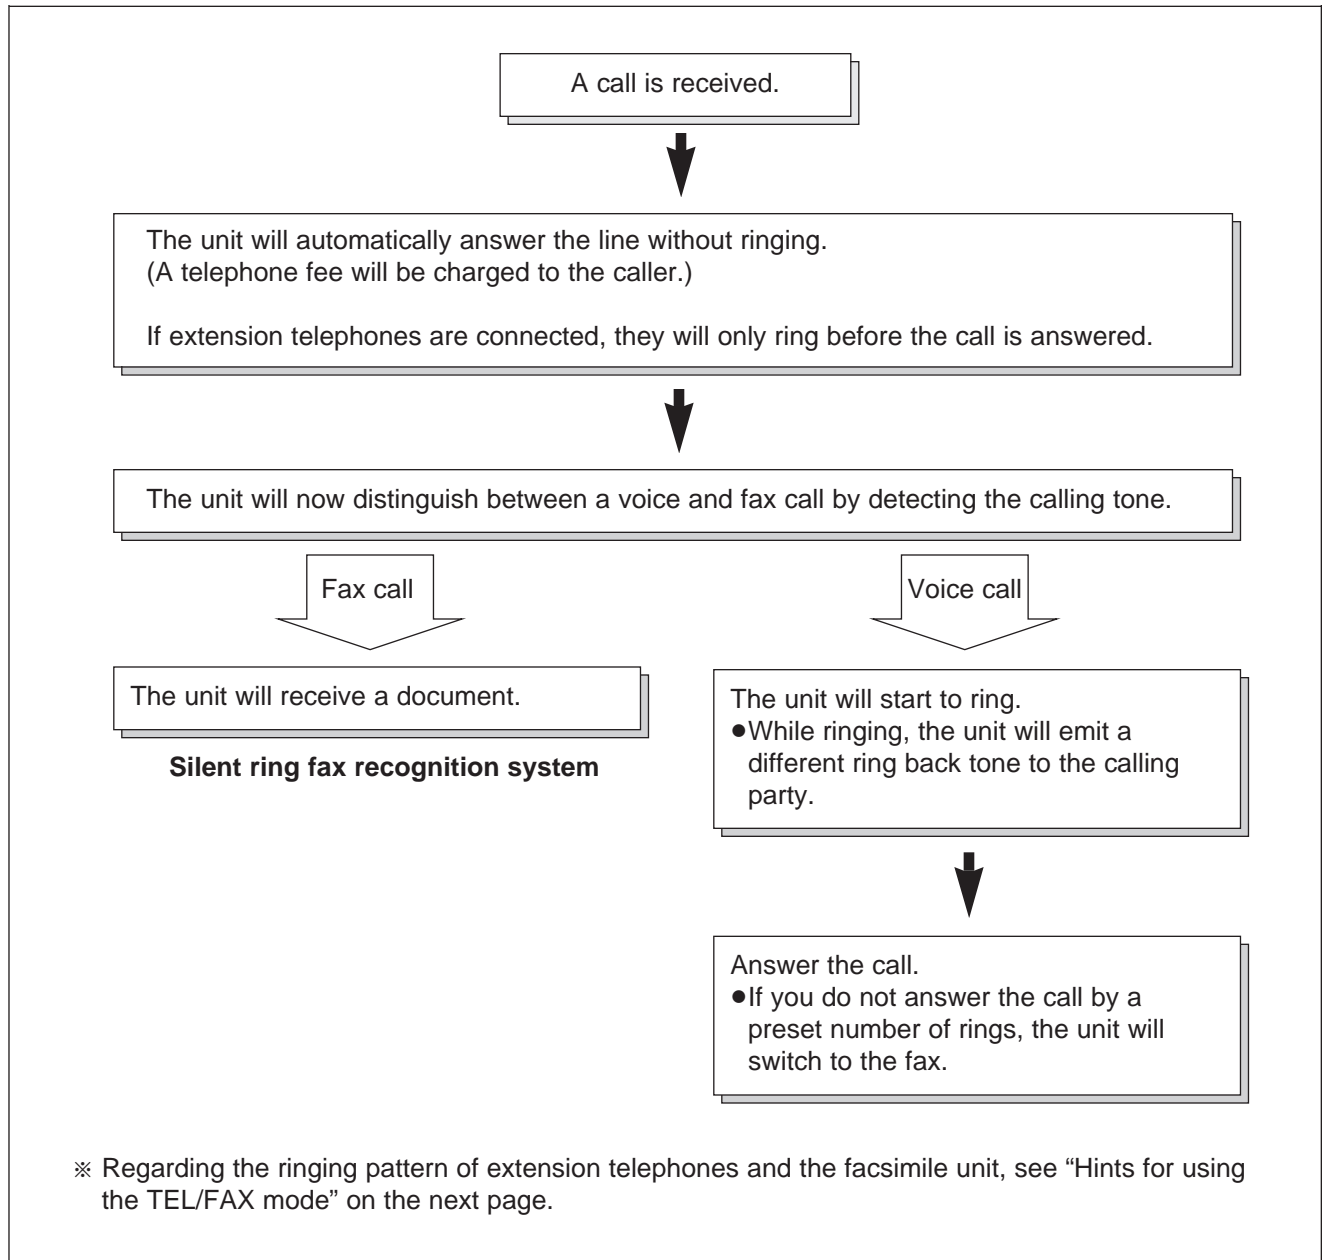 A call is received.
The unit will automatically answer the line without ringing.
(A telephone fee will be charged to the caller.)
If extension telephones are connected, they will only ring before the call is answered.
The unit will now distinguish between a voice and fax call by detecting the calling tone.
Fax call
Voice call
The unit will receive a document.
Silent ring fax recognition system
The unit will start to ring.
●While ringing, the unit will emit a
different ring back tone to the calling
party.
Answer the call.
●If you do not answer the call by a
preset number of rings, the unit will
switch to the fax.
※ Regarding the ringing pattern of extension telephones and the facsimile unit, see “Hints for using
the TEL/FAX mode” on the next page.